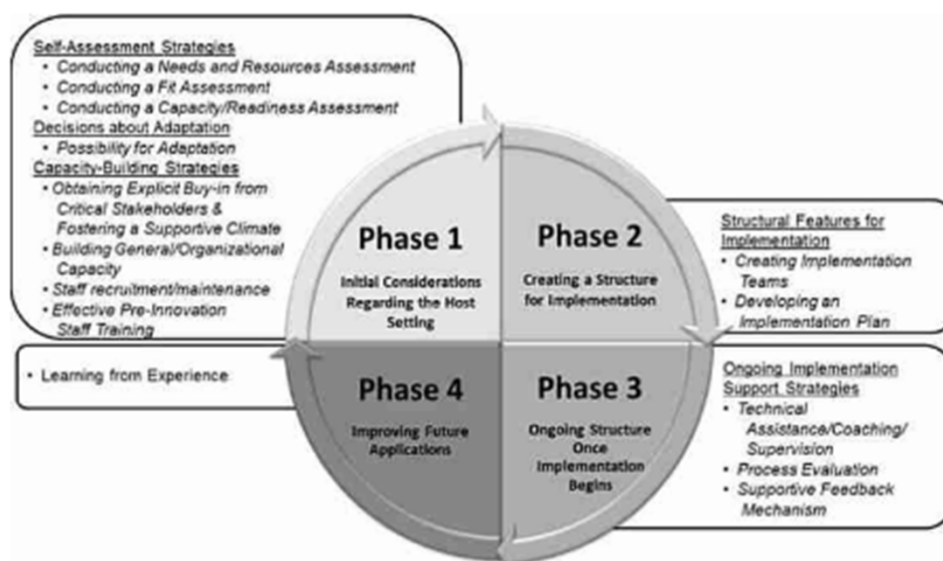 Self-Assessment Strategies
• Conducting a Needs and Resources Assessment
• Conducting a Fit Assessment
• Conducting a Capacity/Readiness Assessment
Decisions about Adaptation
• Possibility for Adaptation
Capacity-Building Strategies
• Obtaining Explicit Buy-in from
Critical Stakeholders &
Fostering a Supportive Climate
• Building General/Organizational
Capacity
• Staff recruitment/maintenance
• Effective Pre-Innovation
Staff Training
Phase 1
Initial Considerations
Regarding the Host
Setting
Phase 2
Creating a Structure
for Implementation
Structural Features for
Implementation
• Creating Implementation
Teams
• Developing an
Implementation Plan
Phase 3
Ongoing Structure
Once
Implementation
Begins
Ongoing Implementation
Support Strategies
• Technical
Assistance/Coaching/
Supervision
• Process Evaluation
• Supportive Feedback
Mechanism
Phase 4
Improving Future
Applications
• Learning from Experience